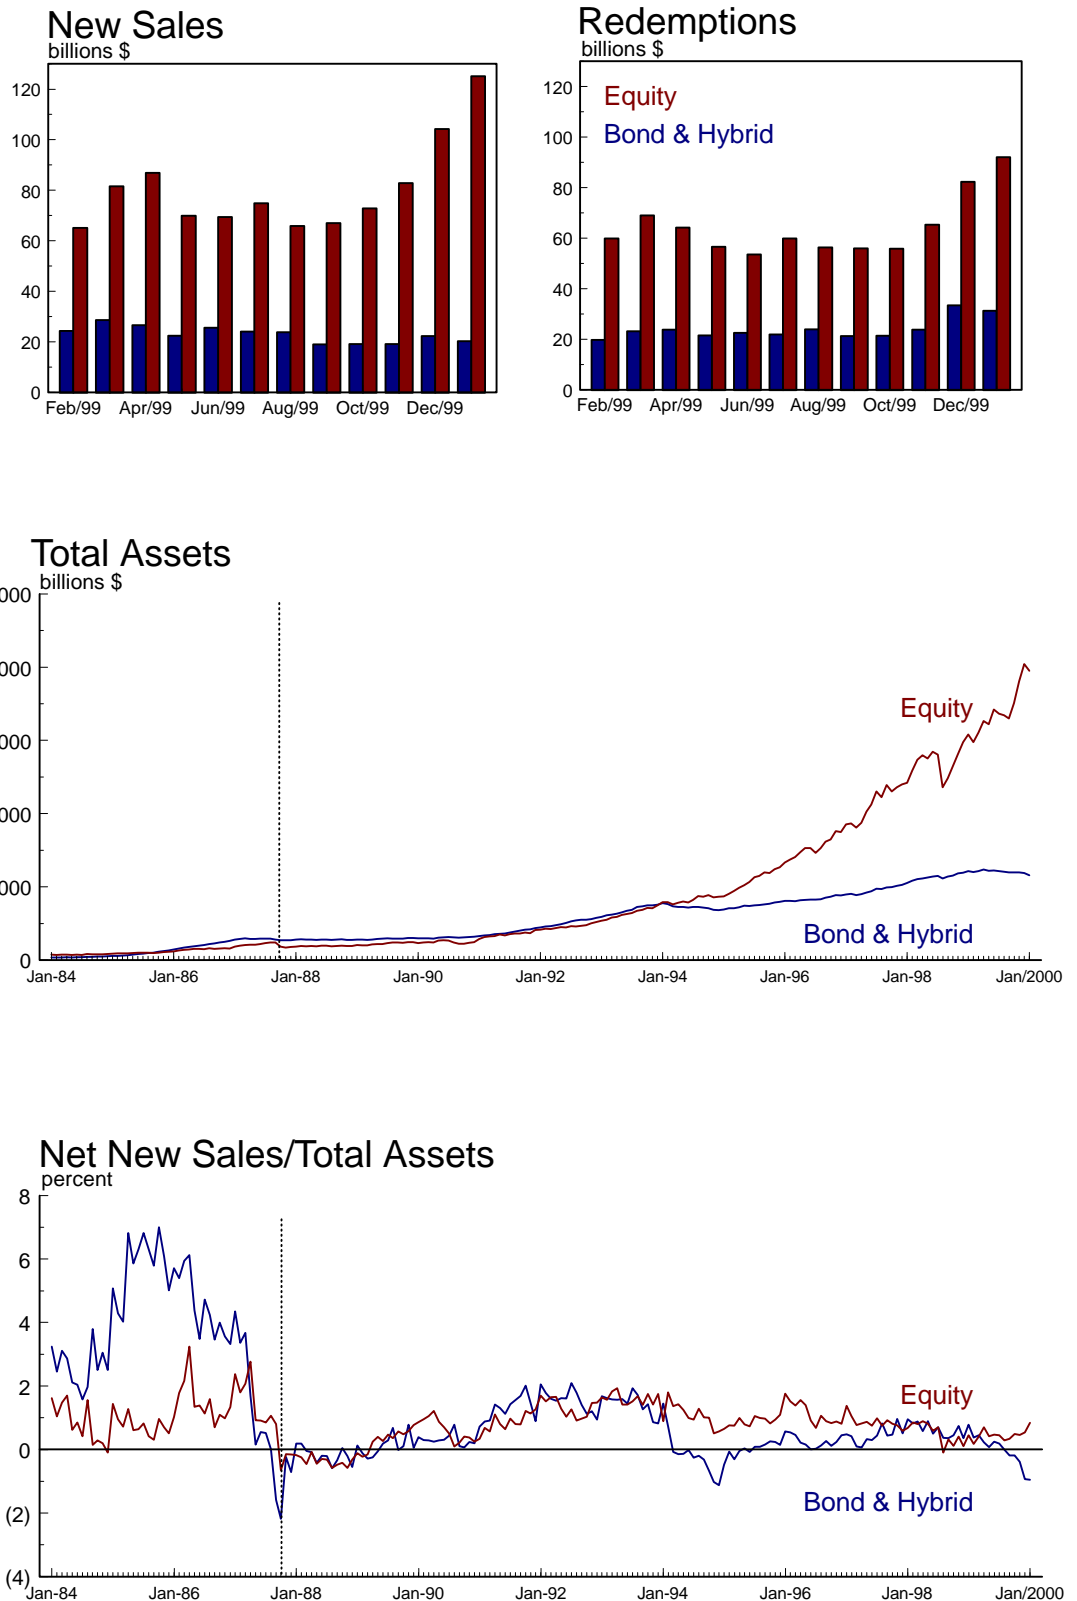 New Sales
billions $
120
100
80
60
40
20
0
Feb/99 Apr/99 Jun/99 Aug/99 Oct/99 Dec/99
Redemptions
billions $
120
100
80
60
40
20
0
Equity
Bond & Hybrid
Feb/99 Apr/99 Jun/99 Aug/99 Oct/99 Dec/99
Total Assets
billions $
000
000
000
000
000
0
Equity
Bond & Hybrid
Jan-84 Jan-86 Jan-88 Jan-90 Jan-92 Jan-94 Jan-96 Jan-98 Jan/2000
Net New Sales/Total Assets
percent
8
6
4
2
0
(2)
(4)
Equity
Bond & Hybrid
Jan-84 Jan-86 Jan-88 Jan-90 Jan-92 Jan-94 Jan-96 Jan-98 Jan/2000